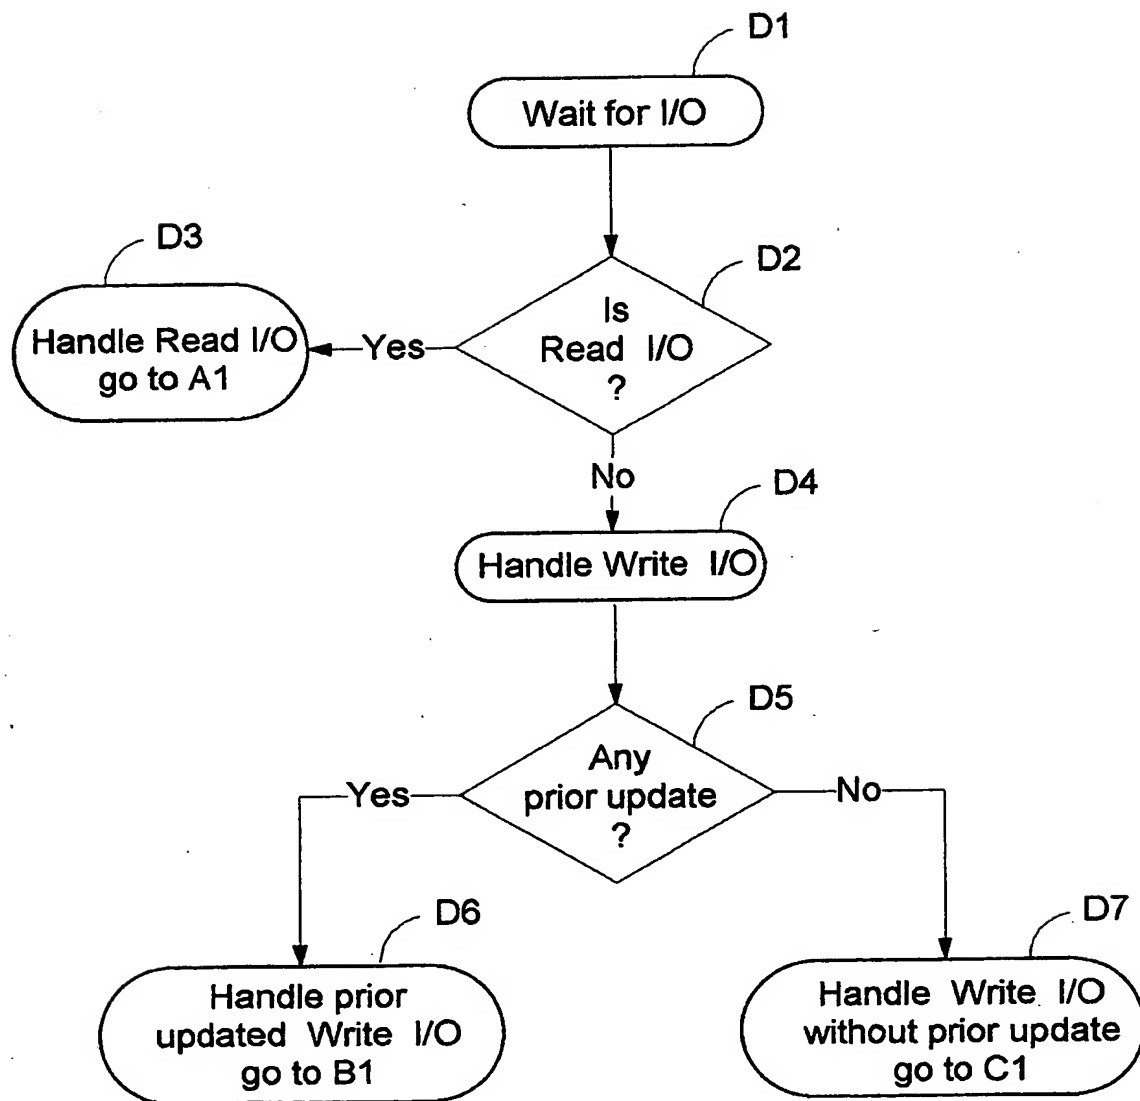 D1
Wait for I/O
D3
D2
Is
Read I/O
?
Handle Read I/O
go to A1
Yes
No
D4
Handle Write I/O
D5
Any
prior update
?
Yes
No
D6
D7
Handle prior
updated Write I/O
go to B1
Handle Write I/O
without prior update
go to C1